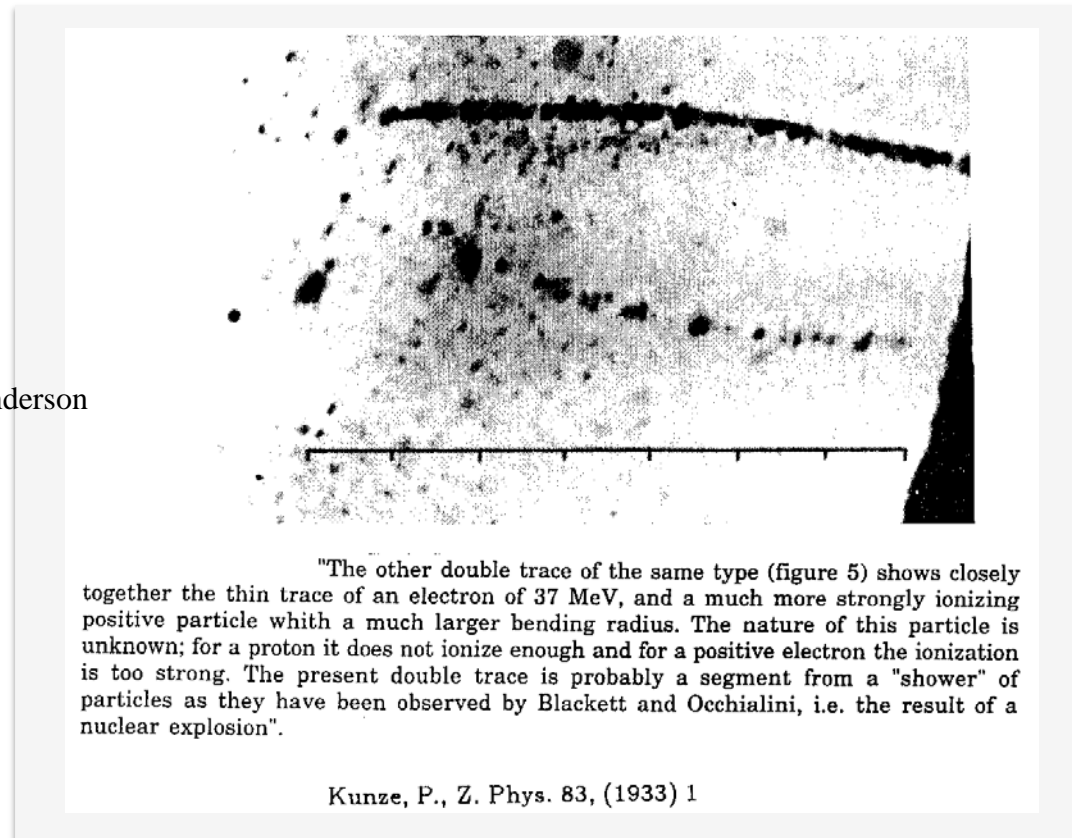 nderson
"The other double trace of the same type (figure 5) shows closely
together the thin trace of an electron of 37 MeV, and a much more strongly ionizing
positive particle whith a much larger bending radius. The nature of this particle is
unknown; for a proton it does not ionize enough and for a positive electron the ionization
is too strong. The present double trace is probably a segment from a "shower" of
particles as they have been observed by Blackett and Occhialini, i.e. the result of a
nuclear explosion".
Kunze, P., Z. Phys. 83, (1933) 1